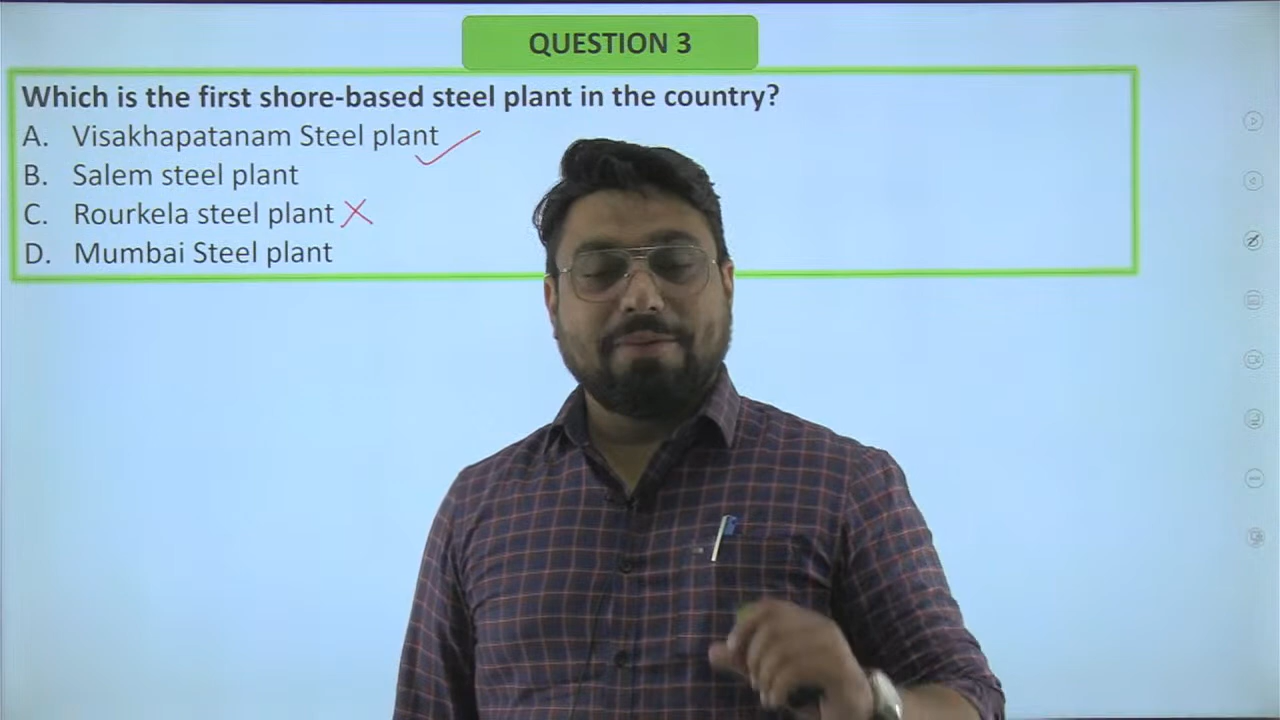 QUESTION 3
Which is the first shore-based steel plant in the country?
A. Visakhapatanam Steel plant
B. Salem steel plant
C. Rourkela steel plant
D. Mumbai Steel plant